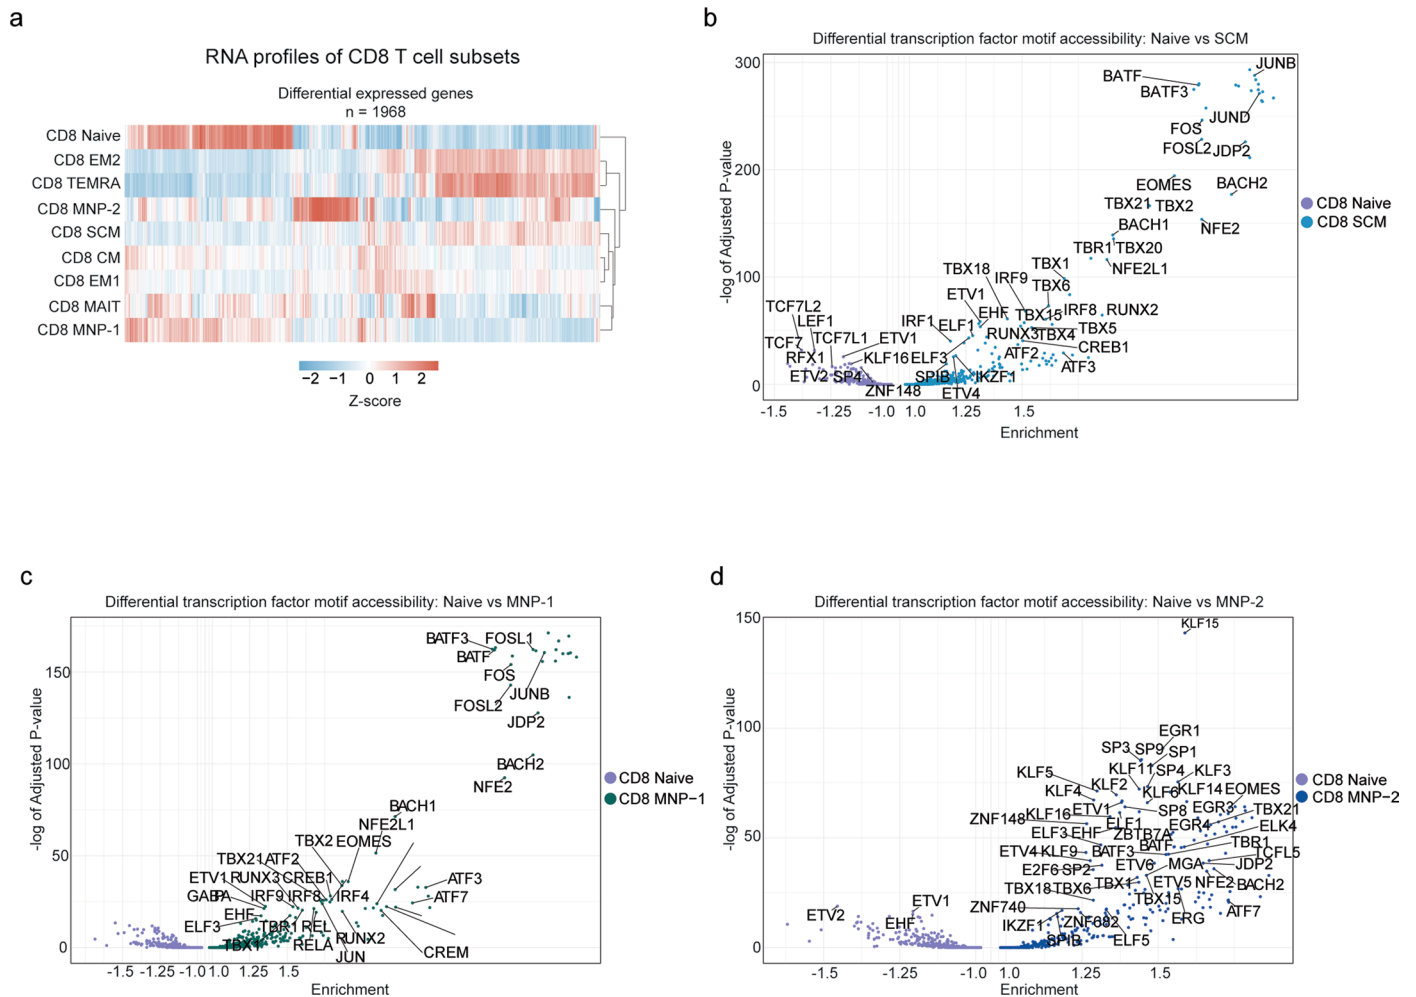 a
RNA profiles of CD8 T cell subsets
Differential expressed genes
n = 1968
CD8 Naive
CD8 EM2
CD8 TEMRA
CD8 MNP-2
CD8 SCM
CD8 CM
CD8 EM1
CD8 MAIT
CD8 MNP-1
−2 −1 0 1 2
Z-score
b
Differential transcription factor motif accessibility: Naive vs SCM
-log of Adjusted P-value
300
200
100
0
JUNB
BATF
BATF3
JUND
FOS
FOSL2 JDP2
EOMES BACH2
TBX21 TBX2
BACH1
NFE2
TBR1 TBX20
TBX1
NFE2L1
TBX18 IRF9
TBX6
ETV1
EHF TBX15 IRF8 RUNX2
TCF7L2
LEF1
IRF1 ELF1
TBX5
TCF7 TCF7L1 ETV1
RUNX3 TBX4
CREB1
RFX1 KLF16 ELF3 ATF2
ATF3
ETV2 SP4 SPIB IKZF1
ZNF148 ETV4
-1.5 -1.25 -1.0 1.0 1.25 1.5
Enrichment
CD8 Naive
CD8 SCM
c
Differential transcription factor motif accessibility: Naive vs MNP-1
-log of Adjusted P-value
150
100
50
0
BATF3 FOSL1
BATF
FOS
JUNB
FOSL2
JDP2
BACH2
NFE2
BACH1
NFE2L1
TBX2 EOMES
TBX21 ATF2
ETV1 RUNX3 CREB1
ATF3
GABPA IRF9 IRF8 IRF4
ATF7
EHF
ELF3 TBR1 REL
TBX1 RELA RUNX2
JUN CREM
-1.5 -1.25 -1.0 1.0 1.25 1.5
Enrichment
CD8 Naive
CD8 MNP−1
d
Differential transcription factor motif accessibility: Naive vs MNP-2
-log of Adjusted P-value
150
100
50
0
KLF15
EGR1
SP3 SP9 SP1
KLF5 KLF11 SP4 KLF3
KLF4 KLF2 KLF6 KLF14 EOMES
ZNF148 KLF16 ETV1 SP8 EGR3 TBX21
ELF3 EHF ELF1 ZBTB7A EGR4 ELK4
ETV4 KLF9 BATF3 BATF TBR1
E2F6 SP2 ETV6 MGA JDP2 TCFL5
TBX18 TBX6 TBX1 ETV5 NFE2 BACH2
ZNF740 TBX15
IKZF1 ZNF682 ERG ATF7
SPIB ELF5
ETV2 ETV1
EHF
-1.5 -1.25 -1.0 1.0 1.25 1.5
Enrichment
CD8 Naive
CD8 MNP−2